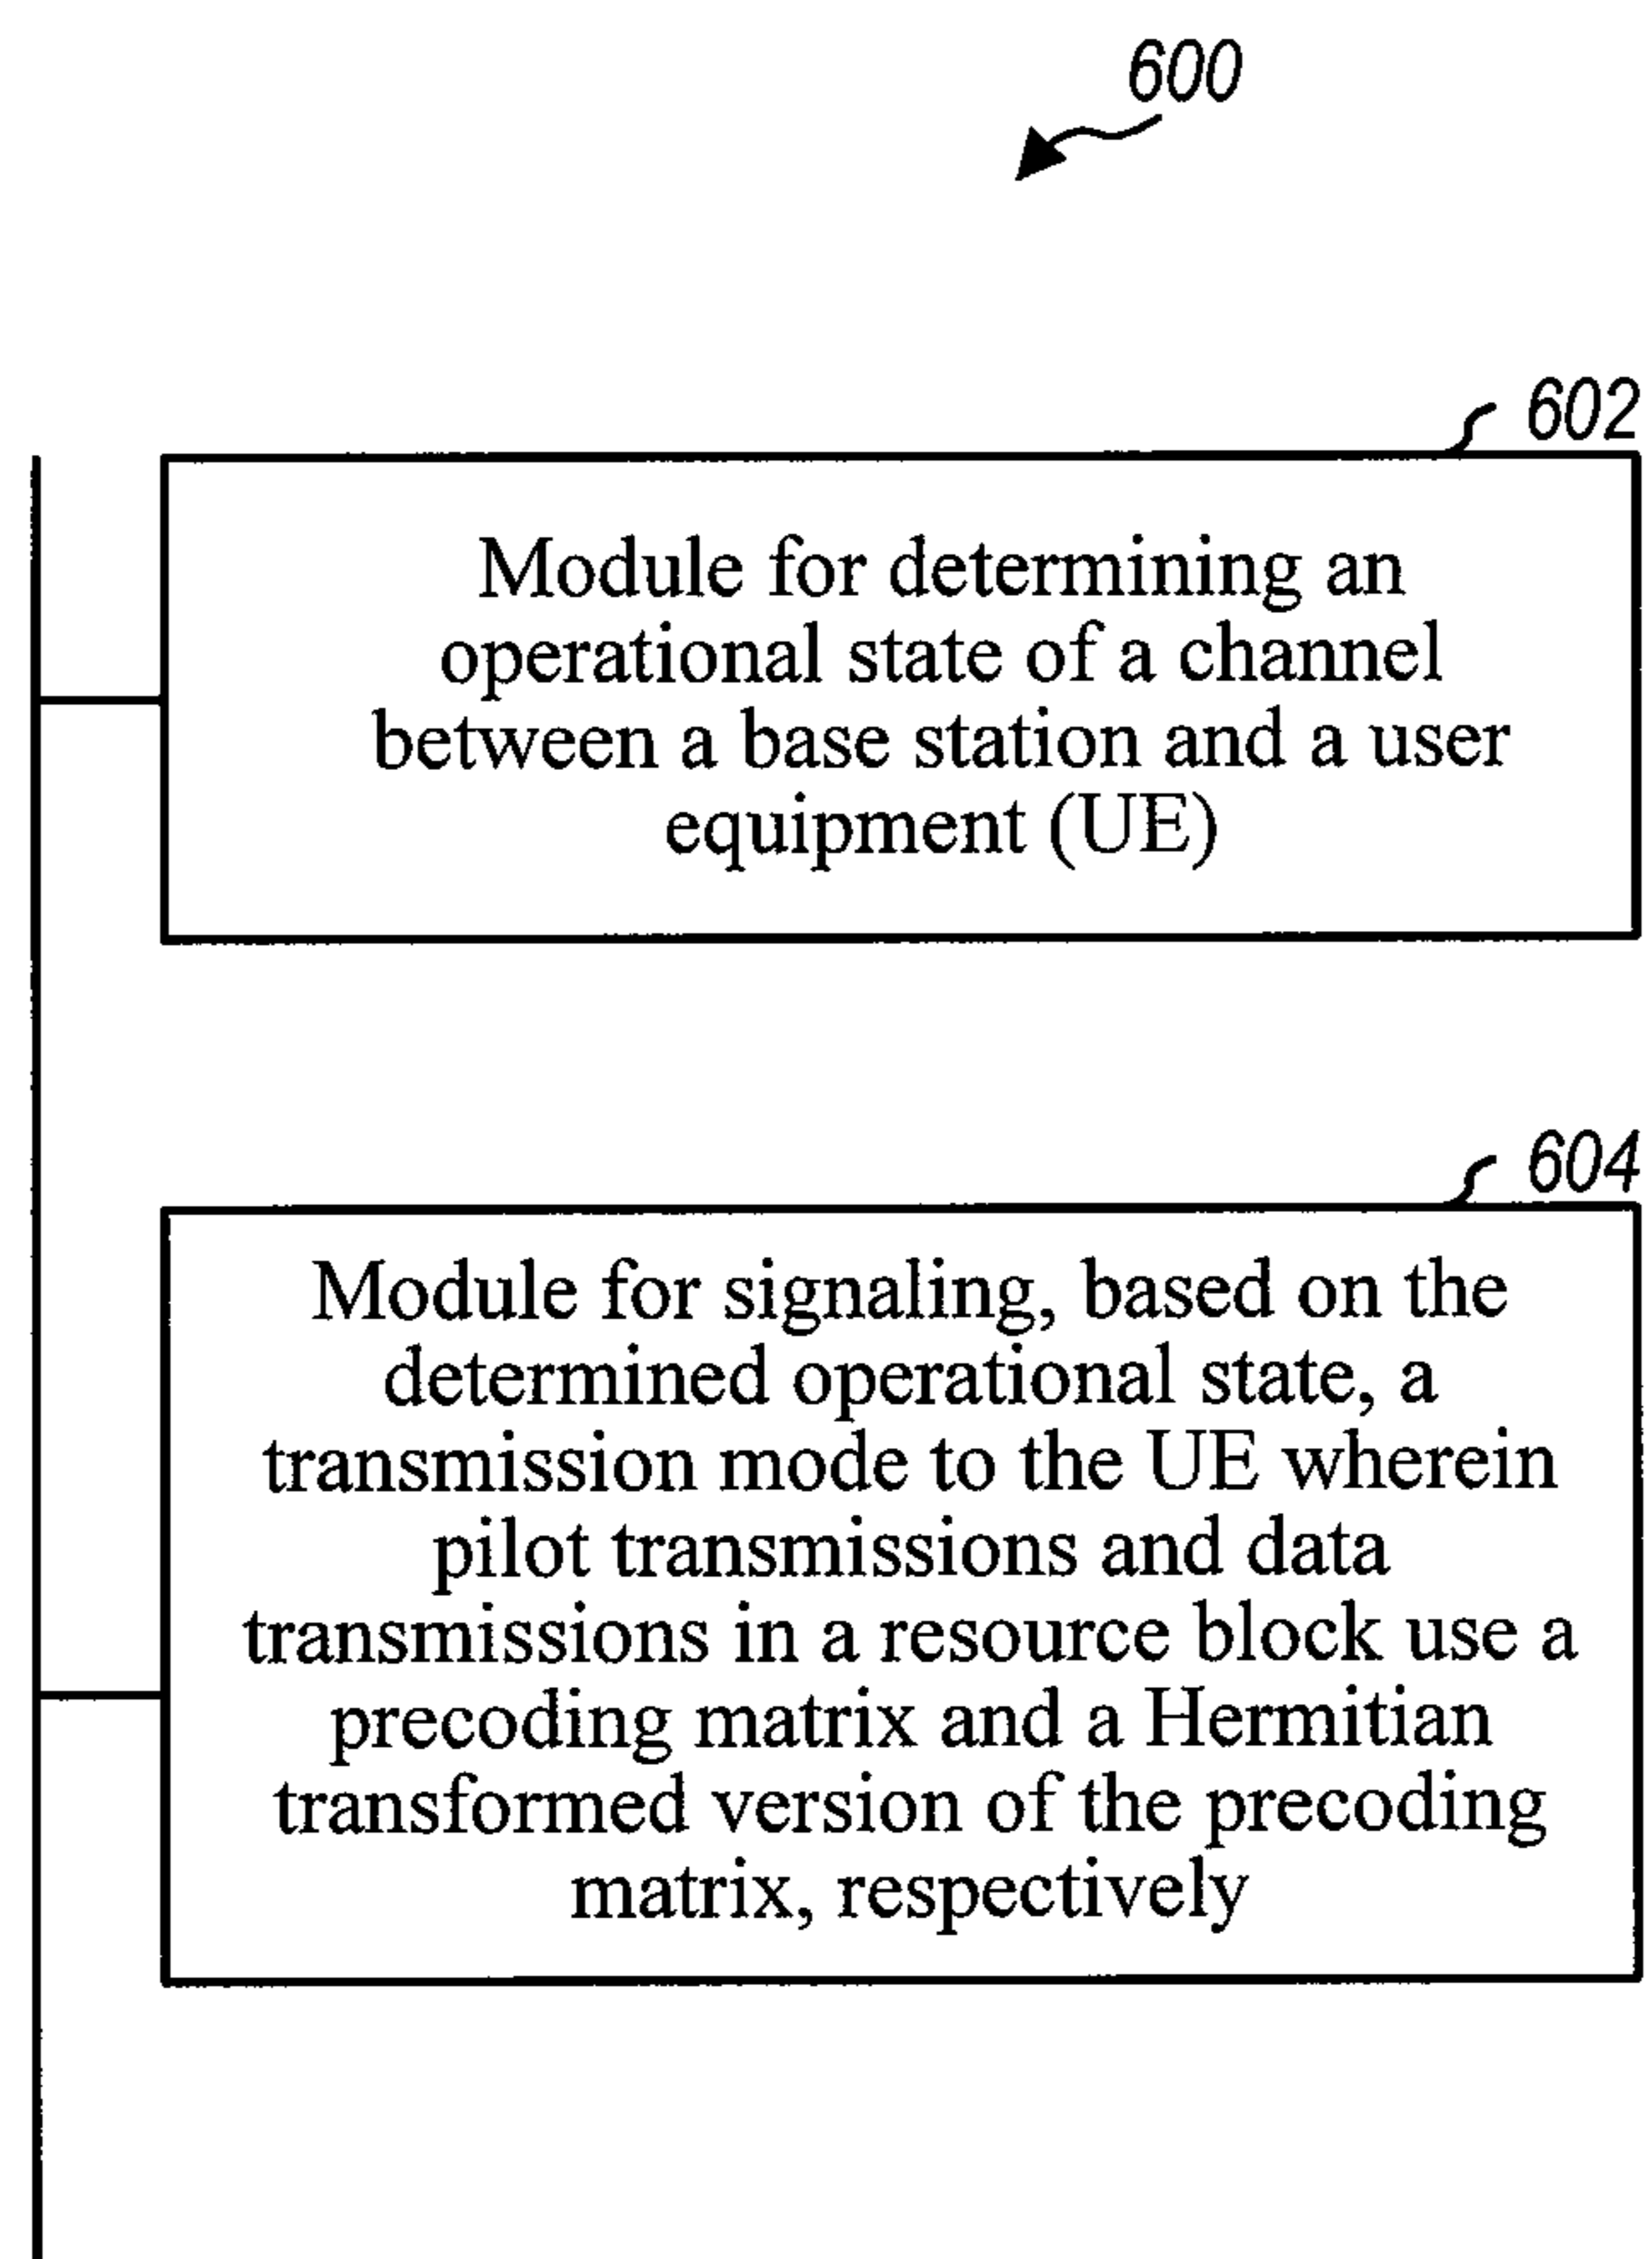 600
602
Module for determining an
operational state of a channel
between a base station and a user
equipment (UE)
604
Module for signaling, based on the
determined operational state, a
transmission mode to the UE wherein
pilot transmissions and data
transmissions in a resource block use a
precoding matrix and a Hermitian
transformed version of the precoding
matrix, respectively